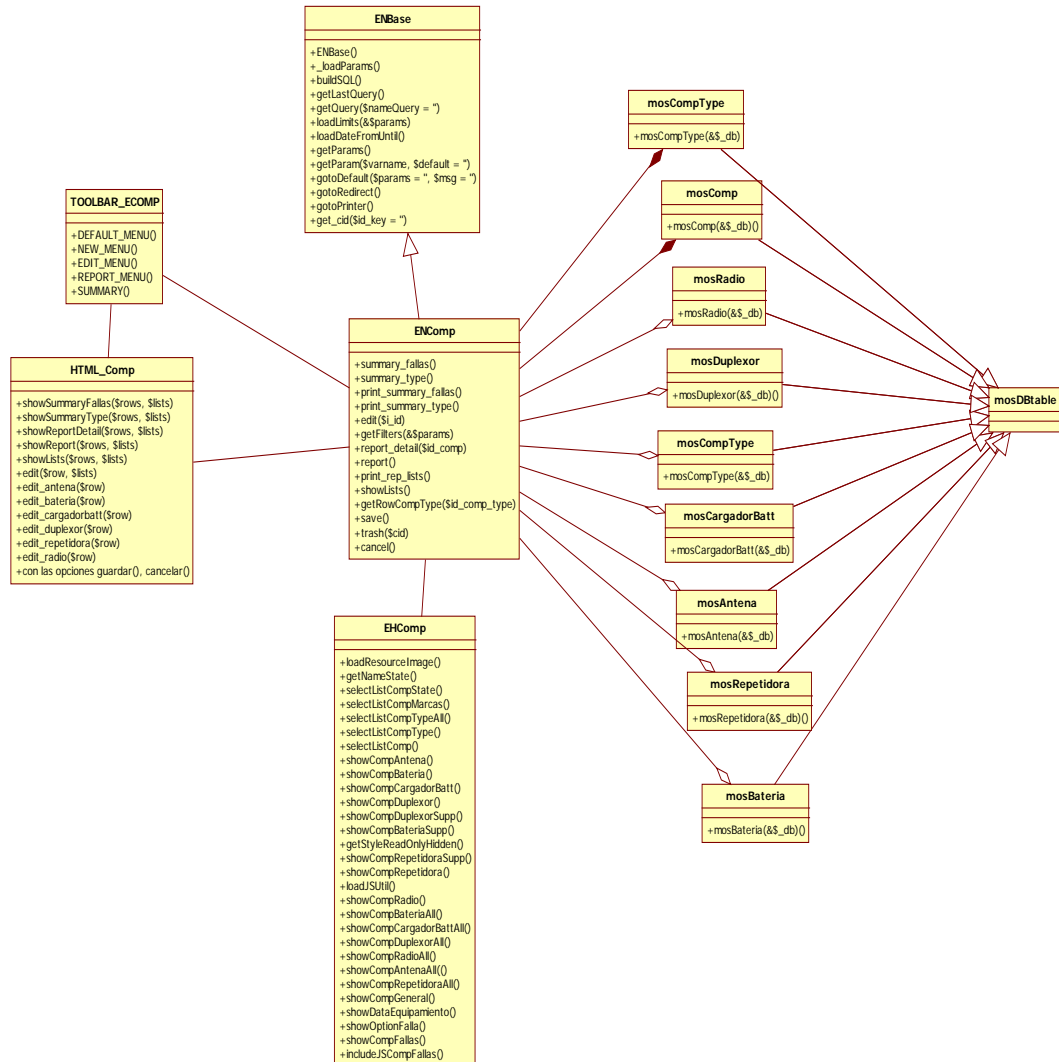 ENBase
+ENBase()
+_loadParams()
+buildSQL()
+getLastQuery()
+getQuery($nameQuery = '')
+loadLimits(&$params)
+loadDateFromUntil()
+getParams()
+getParam($varname, $default = '')
+gotoDefault($params = '', $msg = '')
+gotoRedirect()
+gotoPrinter()
+get_cid($id_key = '')
TOOLBAR_ECOMP
+DEFAULT_MENU()
+NEW_MENU()
+EDIT_MENU()
+REPORT_MENU()
+SUMMARY()
HTML_Comp
+showSummaryFallas($rows, $lists)
+showSummaryType($rows, $lists)
+showReportDetail($rows, $lists)
+showReport($rows, $lists)
+showLists($rows, $lists)
+edit($row, $lists)
+edit_antena($row)
+edit_bateria($row)
+edit_cargadorbatt($row)
+edit_duplexor($row)
+edit_repetidora($row)
+edit_radio($row)
+con las opciones guardar(), cancelar()
ENComp
+summary_fallas()
+summary_type()
+print_summary_fallas()
+print_summary_type()
+edit($i_id)
+getFilters(&$params)
+report_detail($id_comp)
+report()
+print_rep_lists()
+showLists()
+getRowCompType($id_comp_type)
+save()
+trash($cid)
+cancel()
EHComp
+loadResourceImage()
+getNameState()
+selectListCompState()
+selectListCompMarcas()
+selectListCompTypeAll()
+selectListCompType()
+selectListComp()
+showCompAntena()
+showCompBateria()
+showCompCargadorBatt()
+showCompDuplexor()
+showCompDuplexorSupp()
+showCompBateriaSupp()
+getStyleReadOnlyHidden()
+showCompRepetidoraSupp()
+showCompRepetidora()
+loadJSUtil()
+showCompRadio()
+showCompBateriaAll()
+showCompCargadorBattAll()
+showCompDuplexorAll()
+showCompRadioAll()
+showCompAntenaAll(()
+showCompRepetidoraAll()
+showCompGeneral()
+showDataEquipamiento()
+showOptionFalla()
+showCompFallas()
+includeJSCompFallas()
mosCompType
+mosCompType(&$_db)
mosComp
+mosComp(&$_db)()
mosRadio
+mosRadio(&$_db)
mosDuplexor
+mosDuplexor(&$_db)()
mosCompType
+mosCompType(&$_db)
mosCargadorBatt
+mosCargadorBatt(&$_db)
mosAntena
+mosAntena(&$_db)
mosRepetidora
+mosRepetidora(&$_db)()
mosBateria
+mosBateria(&$_db)()
mosDBtable